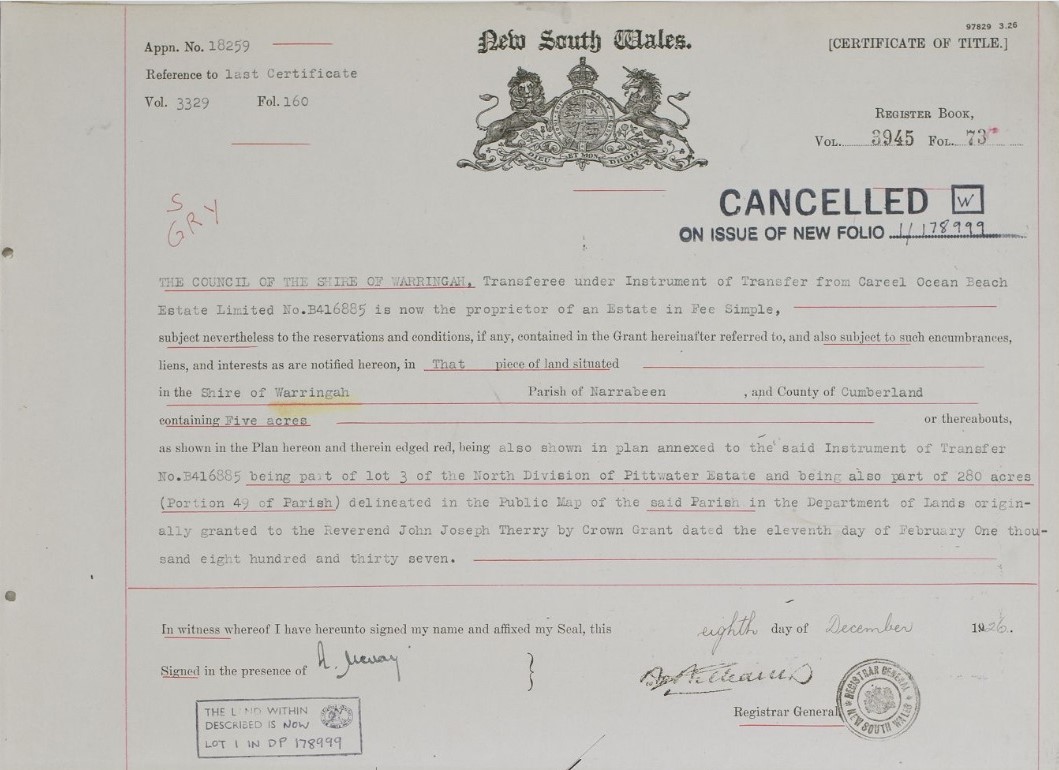 97829 3.26
Appn. No. 18259
New South Wales.
[CERTIFICATE OF TITLE.]
Reference to last Certificate
Vol. 3329 Fol. 160
REGISTER BOOK,
VOL. 3945 FOL. 73
DIEU ET MON DROIT
S
GRY
CANCELLED W
ON ISSUE OF NEW FOLIO 1/178999
THE COUNCIL OF THE SHIRE OF WARRINGAH, Transferee under Instrument of Transfer from Careel Ocean Beach
Estate Limited No.B416885 is now the proprietor of an Estate in Fee Simple,
subject nevertheless to the reservations and conditions, if any, contained in the Grant hereinafter referred to, and also subject to such encumbrances,
liens, and interests as are notified hereon, in That piece of land situated
in the Shire of Warringah Parish of Narrabeen , and County of Cumberland
containing Five acres or thereabouts,
as shown in the Plan hereon and therein edged red, being also shown in plan annexed to the said Instrument of Transfer
No.B416885 being part of lot 3 of the North Division of Pittwater Estate and being also part of 280 acres
(Portion 49 of Parish) delineated in the Public Map of the said Parish in the Department of Lands origin-
ally granted to the Reverend John Joseph Therry by Crown Grant dated the eleventh day of February One thou-
sand eight hundred and thirty seven.
In witness whereof I have hereunto signed my name and affixed my Seal, this eighth day of December 1926.
Signed in the presence of
Registrar General
REGISTRAR GENERAL NEW SOUTH WALES
THE LAND WITHIN
DESCRIBED IS NOW
LOT 1 IN DP 178999